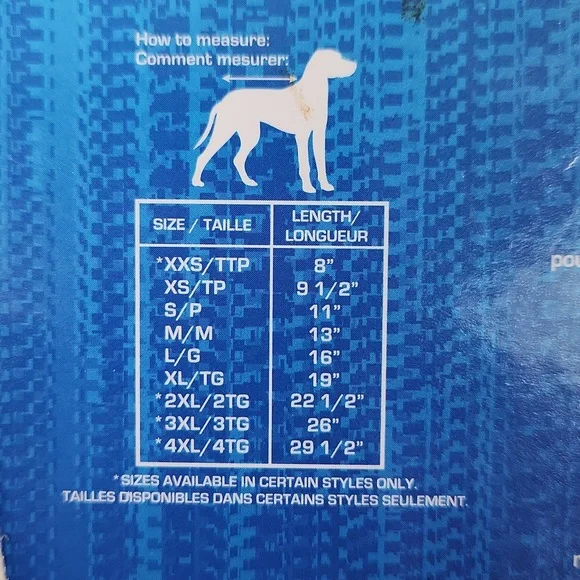 How to measure:
Comment mesurer:
SIZE / TAILLE LENGTH/
LONGUEUR
*XXS/TTP 8”
XS/TP 9 1/2”
S/P 11”
M/M 13”
L/G 16”
XL/TG 19”
*2XL/2TG 22 1/2”
*3XL/3TG 26”
*4XL/4TG 29 1/2”
*SIZES AVAILABLE IN CERTAIN STYLES ONLY.
TAILLES DISPONIBLES DANS CERTAINS STYLES SEULEMENT.